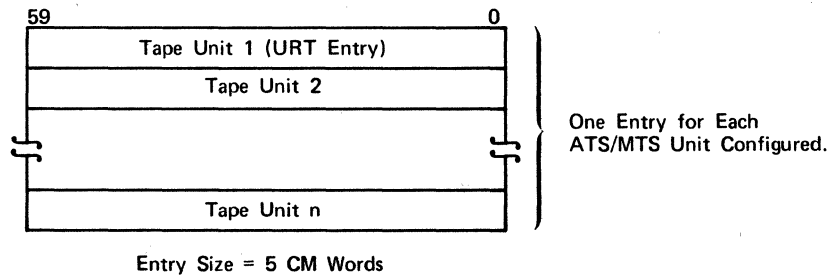 59 0
Tape Unit 1 (URT Entry)
Tape Unit 2
One Entry for Each
ATS/MTS Unit Configured.
Tape Unit n
Entry Size = 5 CM Words